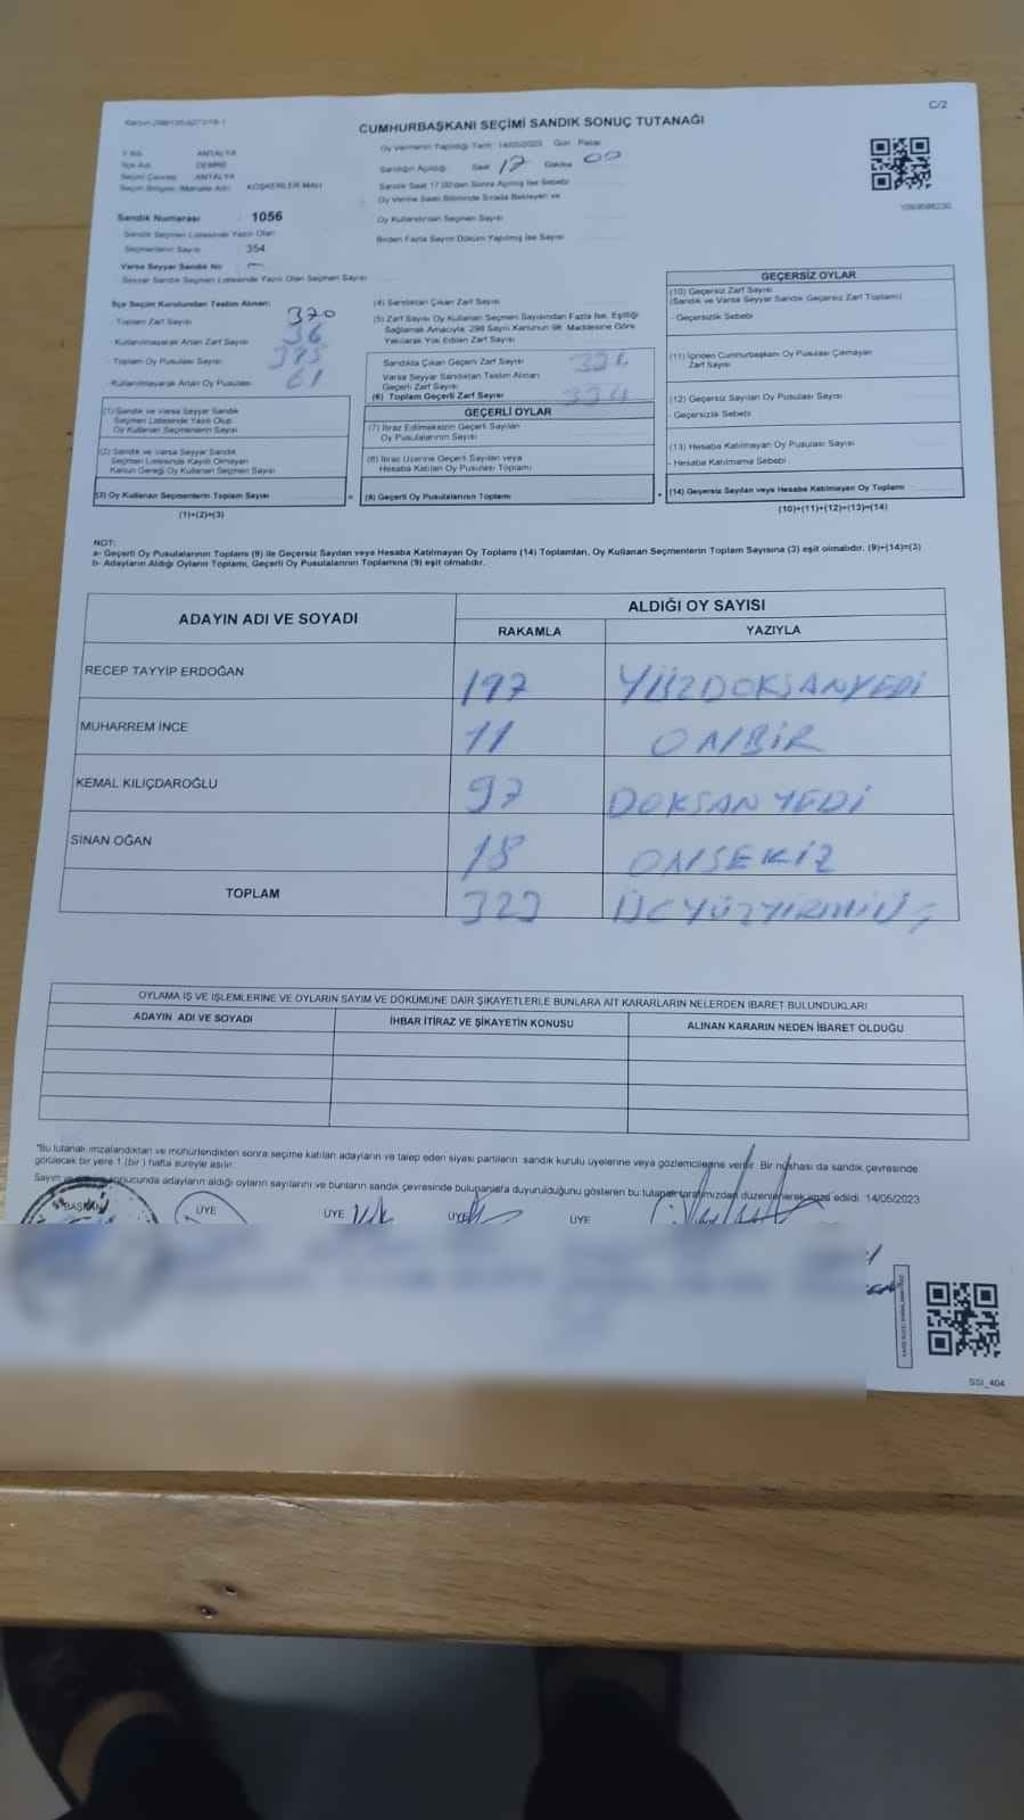 C/2
CUMHURBAŞKANI SEÇİMİ SANDIK SONUÇ TUTANAĞI
İl Adı ANTALYA
İlçe Adı DEMRE
Seçim Çevresi ANTALYA
Seçim Bölgesi (Mahalle Adı) KÖŞKERLER MAH.
Oy Vermenin Yapıldığı Tarih 14/05/2023 Gün Pazar
Sandığın Açıldığı Saat 17 Dakika 00
Sandık Saat 17.00'den Sonra Açılmış İse Sebebi
Oy Verme Saati Bitiminde Sırada Bekleyen ve
Oy Kullandırılan Seçmen Sayısı
Birden Fazla Sayım Döküm Yapılmış İse Sayısı
Sandık Numarası 1056
Sandık Seçmen Listesinde Yazılı Olan
Seçmenlerin Sayısı 354
Varsa Seyyar Sandık No –
Seyyar Sandık Seçmen Listesinde Yazılı Olan Seçmen Sayısı
İlçe Seçim Kurulundan Teslim Alınan:
Toplam Zarf Sayısı 370
Kullanılmayarak Artan Zarf Sayısı 36
Toplam Oy Pusulası Sayısı
Kullanılmayarak Artan Oy Pusulası 61
(1) Sandık ve Varsa Seyyar Sandık
Seçmen Listesinde Yazılı Olup
Oy Kullanan Seçmenlerin Sayısı
(2) Sandık ve Varsa Seyyar Sandık
Seçmen Listesinde Kayıtlı Olmayan
Kanun Gereği Oy Kullanan Seçmen Sayısı
(3) Oy Kullanan Seçmenlerin Toplam Sayısı
(1)+(2)=(3)
(4) Sandıktan Çıkan Zarf Sayısı
(5) Zarf Sayısı Oy Kullanan Seçmen Sayısından Fazla İse, Eşitliği
Sağlamak Amacıyla, 298 Sayılı Kanunun 98. Maddesine Göre
Yakılarak Yok Edilen Zarf Sayısı
Sandıkta Çıkan Geçerli Zarf Sayısı
Varsa Seyyar Sandıktan Teslim Alınan
Geçerli Zarf Sayısı
(6) Toplam Geçerli Zarf Sayısı 334
GEÇERLİ OYLAR
(7) İtiraz Edilmeksizin Geçerli Sayılan
Oy Pusulalarının Sayısı
(8) İtiraz Üzerine Geçerli Sayılan veya
Hesaba Katılan Oy Pusulası Toplamı
(9) Geçerli Oy Pusulalarının Toplamı
GEÇERSİZ OYLAR
(10) Geçersiz Zarf Sayısı
(Sandık ve Varsa Seyyar Sandık Geçersiz Zarf Toplamı)
- Geçersizlik Sebebi
(11) İçinden Cumhurbaşkanı Oy Pusulası Çıkmayan
Zarf Sayısı
(12) Geçersiz Sayılan Oy Pusulası Sayısı
- Geçersizlik Sebebi
(13) Hesaba Katılmayan Oy Pusulası Sayısı
- Hesaba Katılmama Sebebi
(14) Geçersiz Sayılan veya Hesaba Katılmayan Oy Toplamı
(10)+(11)+(12)+(13)=(14)
NOT:
a- Geçerli Oy Pusulalarının Toplamı (9) ile Geçersiz Sayılan veya Hesaba Katılmayan Oy Toplamı (14) Toplamları, Oy Kullanan Seçmenlerin Toplam Sayısına (3) eşit olmalıdır. (9)+(14)=(3)
b- Adayların Aldığı Oyların Toplamı, Geçerli Oy Pusulalarının Toplamına (9) eşit olmalıdır.
ADAYIN ADI VE SOYADI
ALDIĞI OY SAYISI
RAKAMLA YAZIYLA
RECEP TAYYİP ERDOĞAN 197 YÜZDOKSANYEDİ
MUHARREM İNCE 11 ONBİR
KEMAL KILIÇDAROĞLU 97 DOKSAN YEDİ
SİNAN OĞAN 18 ONSEKİZ
TOPLAM 323 ÜÇYÜZYİRMİÜÇ
OYLAMA İŞ VE İŞLEMLERİNE VE OYLARIN SAYIM VE DÖKÜMÜNE DAİR ŞİKAYETLERLE BUNLARA AİT KARARLARIN NELERDEN İBARET BULUNDUKLARI
ADAYIN ADI VE SOYADI İHBAR İTİRAZ VE ŞİKAYETİN KONUSU ALINAN KARARIN NEDEN İBARET OLDUĞU
*Bu tutanak imzalandıktan ve mühürlendikten sonra seçime katılan adayların ve talep eden siyasi partilerin sandık kurulu üyelerine veya gözlemcilerine verilir. Bir nüshası da sandık çevresinde
görülecek bir yere 1 (bir) hafta süreyle asılır.
Sayım sonucunda adayların aldığı oyların sayılarını ve bunların sandık çevresinde bulunanlara duyurulduğunu gösteren bu tutanak tarafımızdan düzenlenerek imza edildi. 14/05/2023
BAŞKAN ÜYE ÜYE ÜYE ÜYE
SSI_404